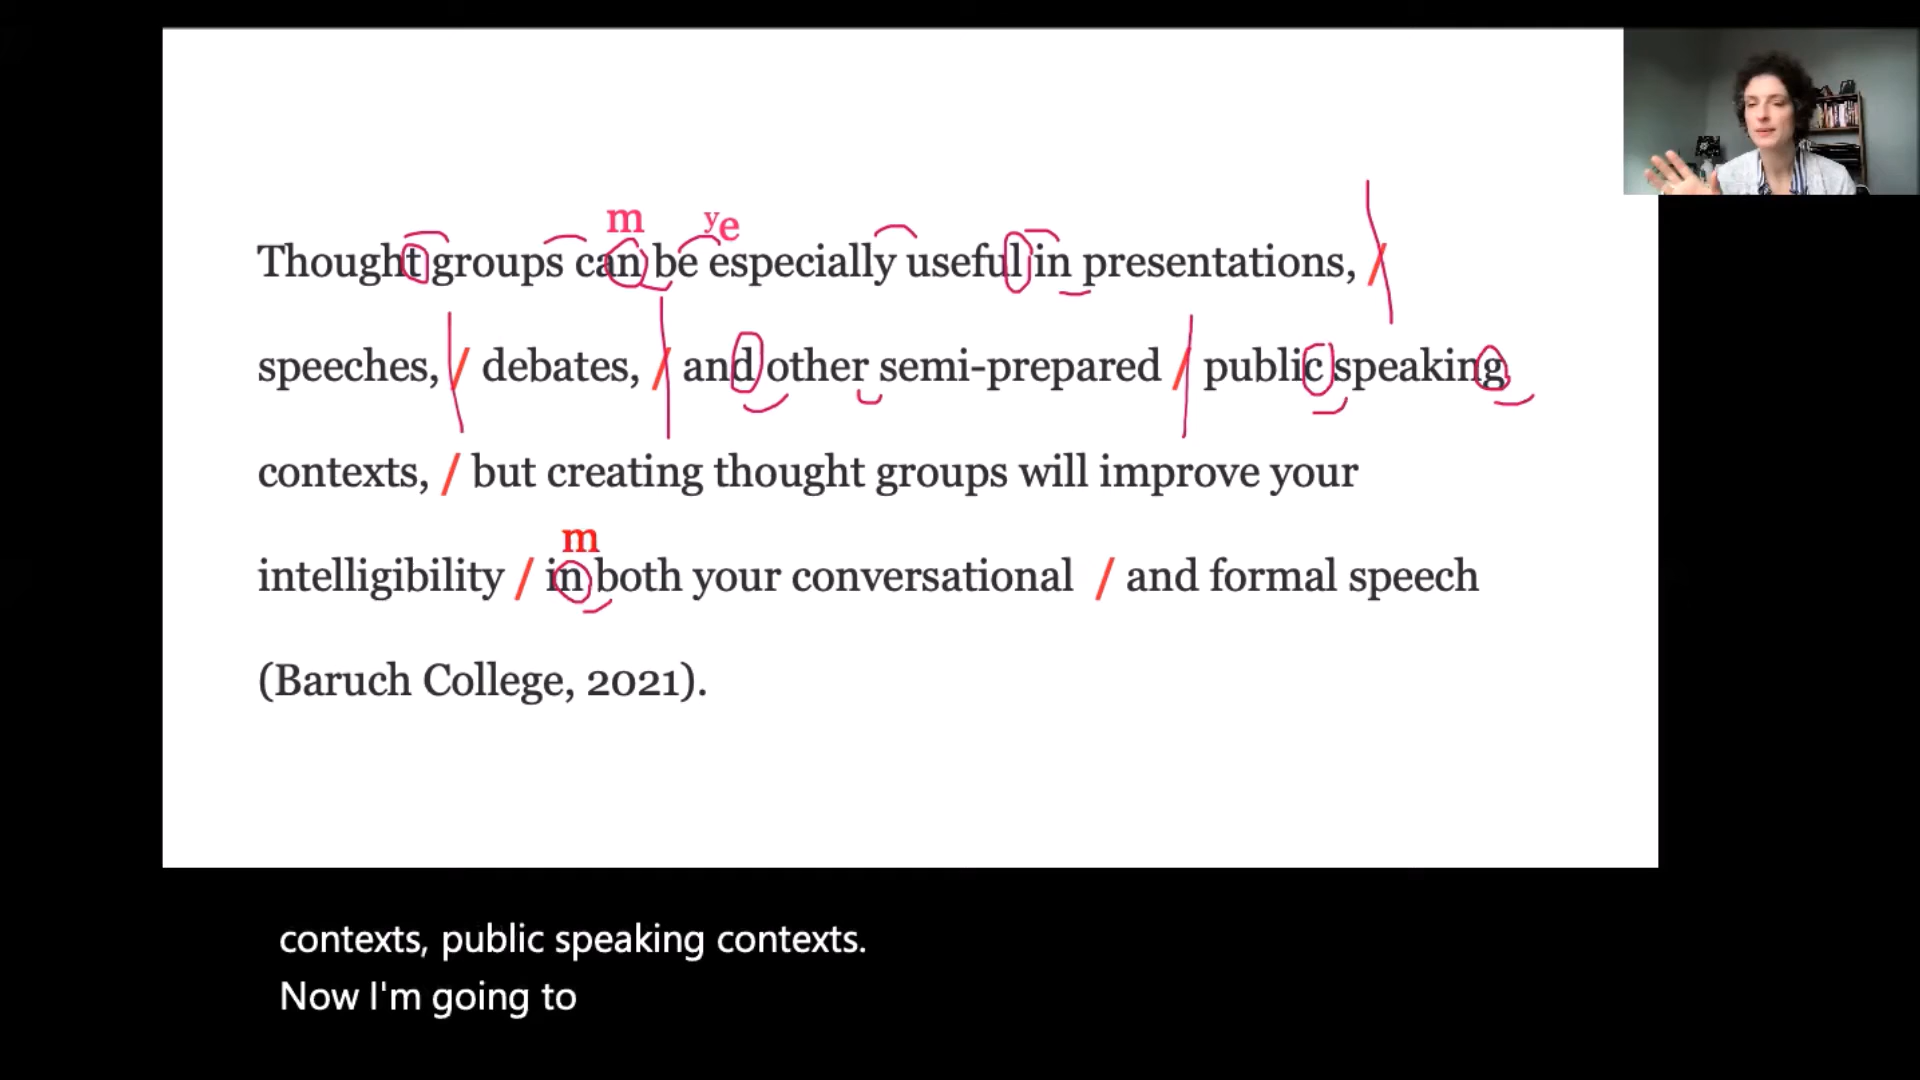 m ye
Thought groups can be especially useful in presentations, /
speeches, / debates, / and other semi-prepared / public speaking
contexts, / but creating thought groups will improve your
m
intelligibility / in both your conversational / and formal speech
(Baruch College, 2021).
contexts, public speaking contexts.
Now I'm going to